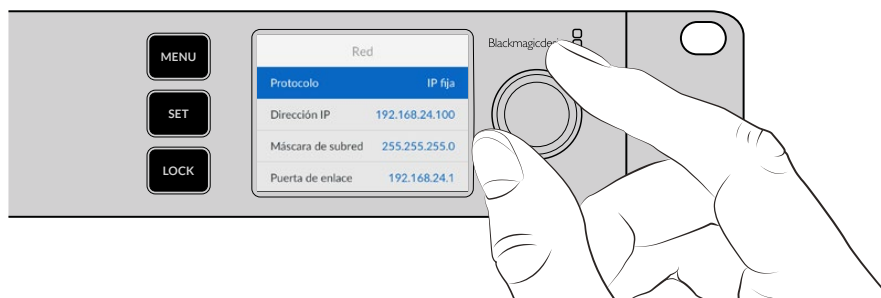 MENU
SET
LOCK
Red
Protocolo IP fija
Dirección IP 192.168.24.100
Máscara de subred 255.255.255.0
Puerta de enlace 192.168.24.1